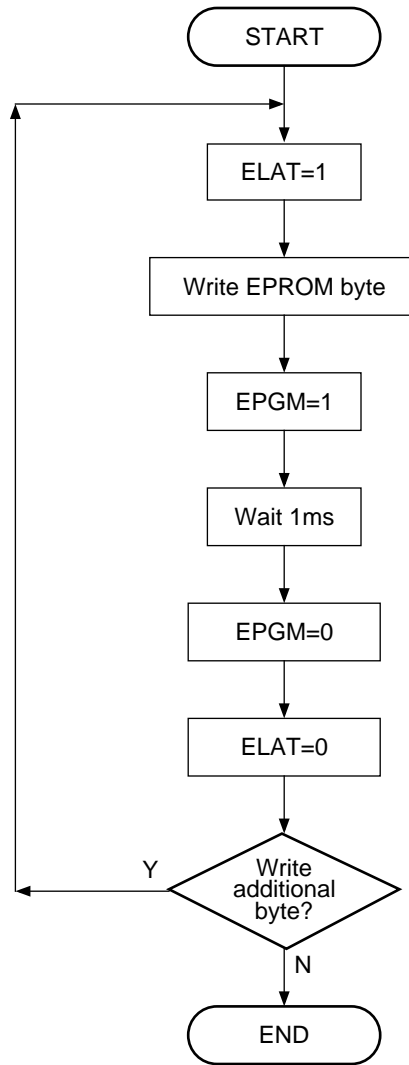 START
ELAT=1
Write EPROM byte
EPGM=1
Wait 1ms
EPGM=0
ELAT=0
Y
Write
additional
byte?
N
END